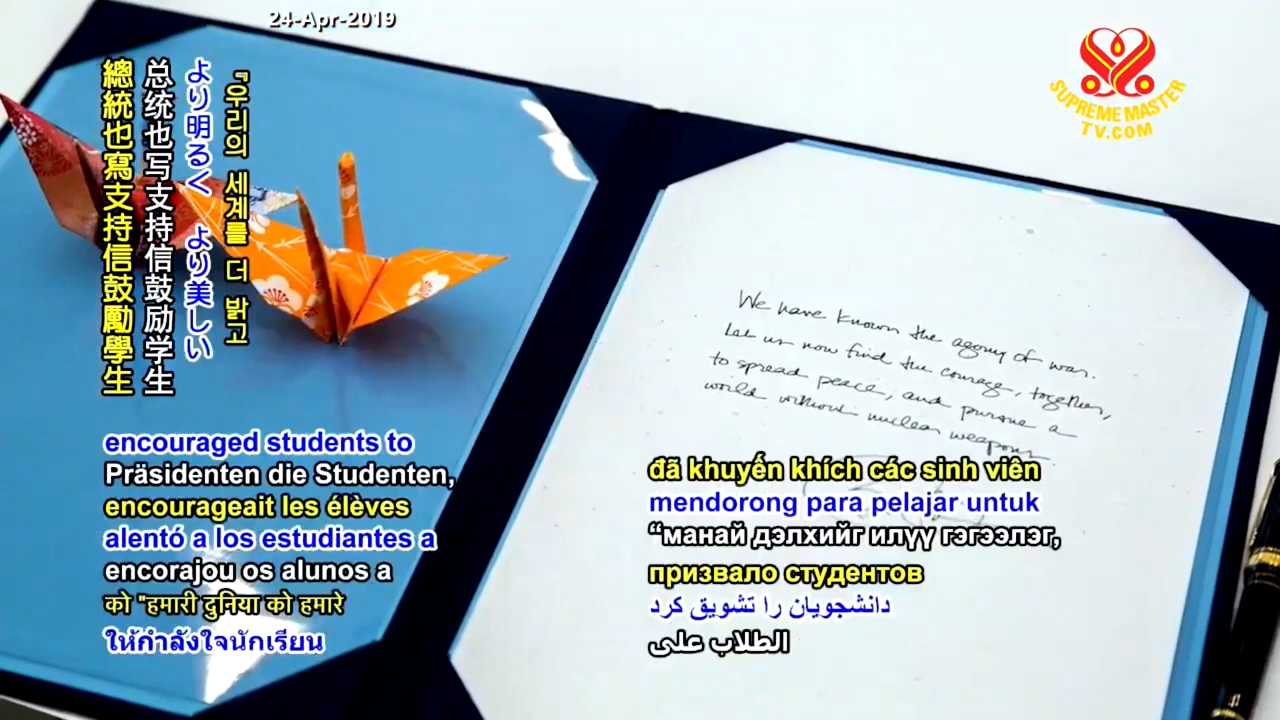 24-Apr-2019
SUPREME MASTER
TV.COM
『우리의 세계를 더 밝고
より明るく より美しい
总统也写支持信鼓励学生
總統也寫支持信鼓勵學生
We have known the agony of war.
Let us now find the courage, together,
to spread peace, and pursue a
world without nuclear weapons.
encouraged students to
Präsidenten die Studenten,
encourageait les élèves
alentó a los estudiantes a
encorajou os alunos a
को "हमारी दुनिया को हमारे
ให้กำลังใจนักเรียน
đã khuyến khích các sinh viên
mendorong para pelajar untuk
“манай дэлхийг илүү гэгээлэг,
призвало студентов
دانشجویان را تشویق کرد
الطلاب على